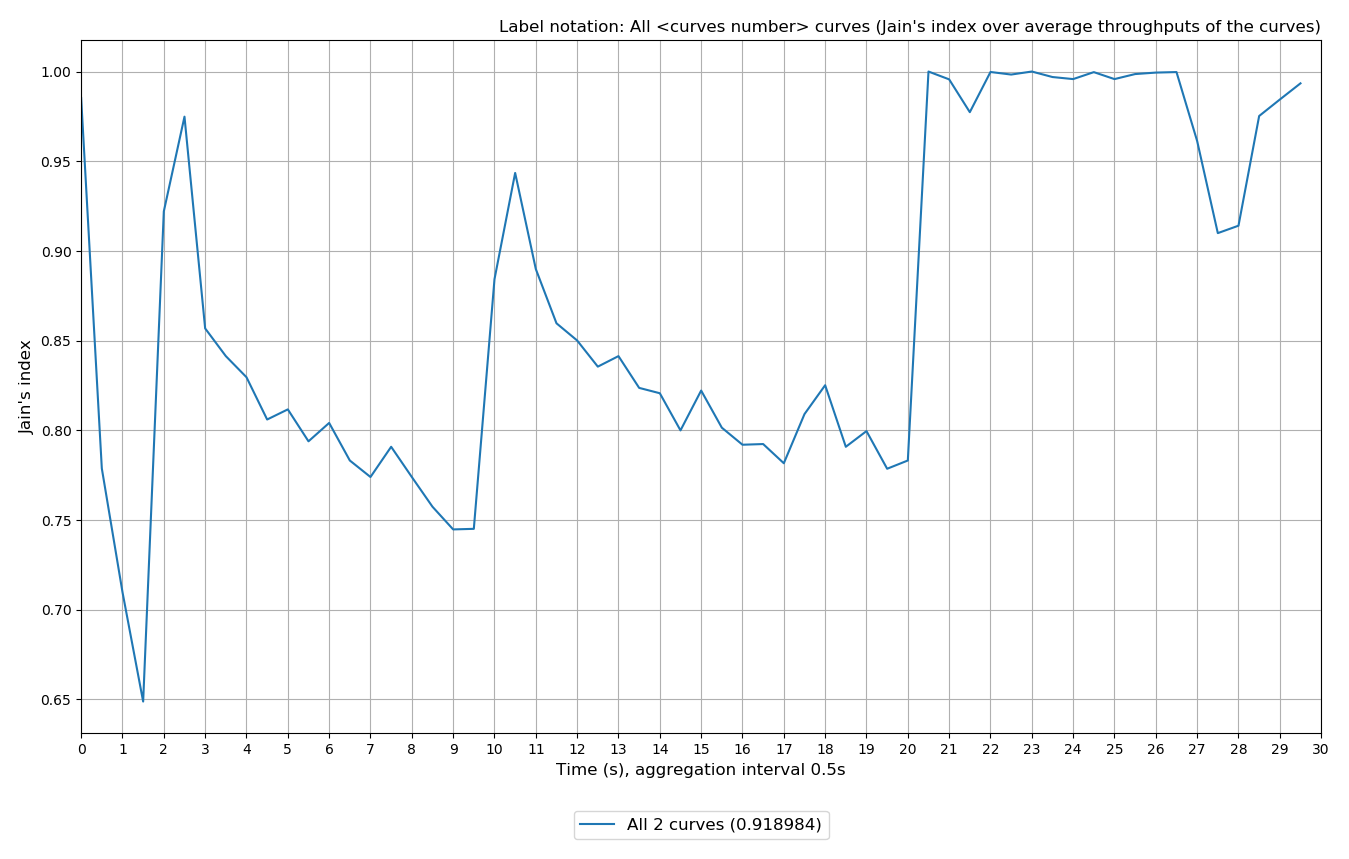 Label notation: All <curves number> curves (Jain's index over average throughputs of the curves)
1.00
0.95
0.90
0.85
0.80
0.75
0.70
0.65
Jain's index
0 1 2 3 4 5 6 7 8 9 10 11 12 13 14 15 16 17 18 19 20 21 22 23 24 25 26 27 28 29 30
Time (s), aggregation interval 0.5s
All 2 curves (0.918984)